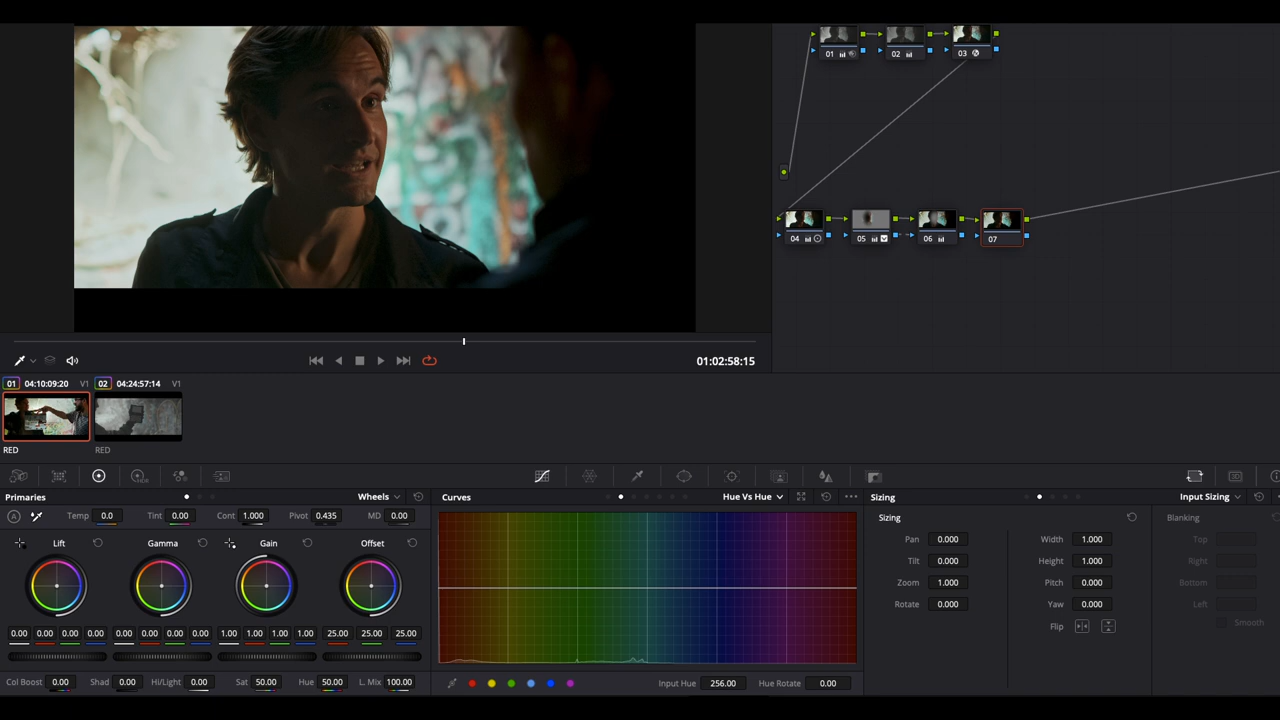 01 02 03
04 05 06 07
01:02:58:15
01 04:10:09:20 V1 02 04:24:57:14 V1
RED RED
HDR 3D
Primaries Wheels
Temp 0.0 Tint 0.00 Cont 1.000 Pivot 0.435 MD 0.00
Lift Gamma Gain Offset
0.00 0.00 0.00 0.00 0.00 0.00 0.00 0.00 1.00 1.00 1.00 1.00 25.00 25.00 25.00
Col Boost 0.00 Shad 0.00 Hi/Light 0.00 Sat 50.00 Hue 50.00 L. Mix 100.00
Curves Hue Vs Hue
Input Hue 256.00 Hue Rotate 0.00
Sizing Input Sizing
Sizing Blanking
Pan 0.000 Width 1.000 Top
Tilt 0.000 Height 1.000 Right
Zoom 1.000 Pitch 0.000 Bottom
Rotate 0.000 Yaw 0.000 Left
Flip Smooth